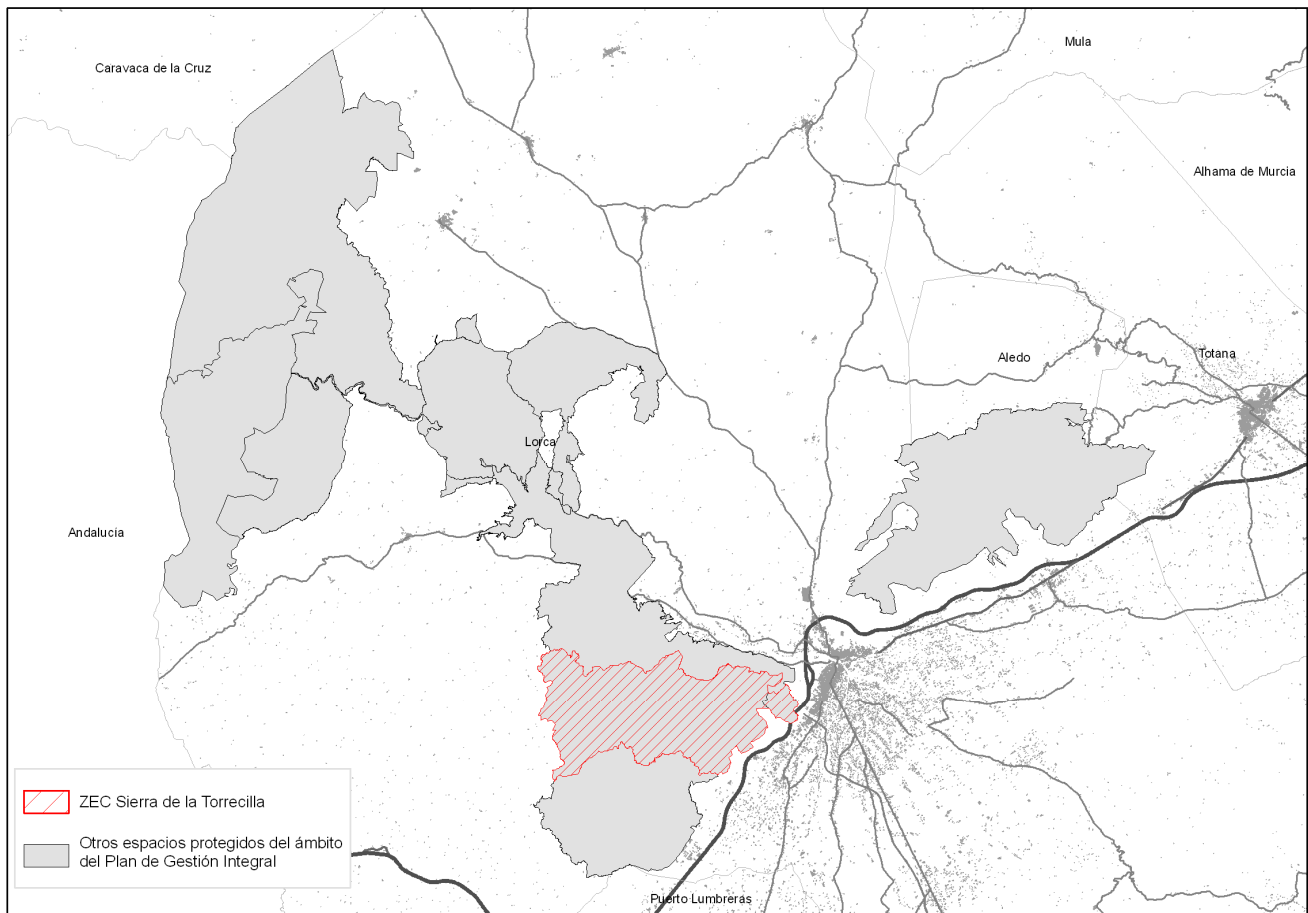 Mula
Caravaca de la Cruz
Alhama de Murcia
Aledo
Totana
Lorca
Andalucía
ZEC Sierra de la Torrecilla
Otros espacios protegidos del ámbito
del Plan de Gestión Integral
Puerto Lumbreras